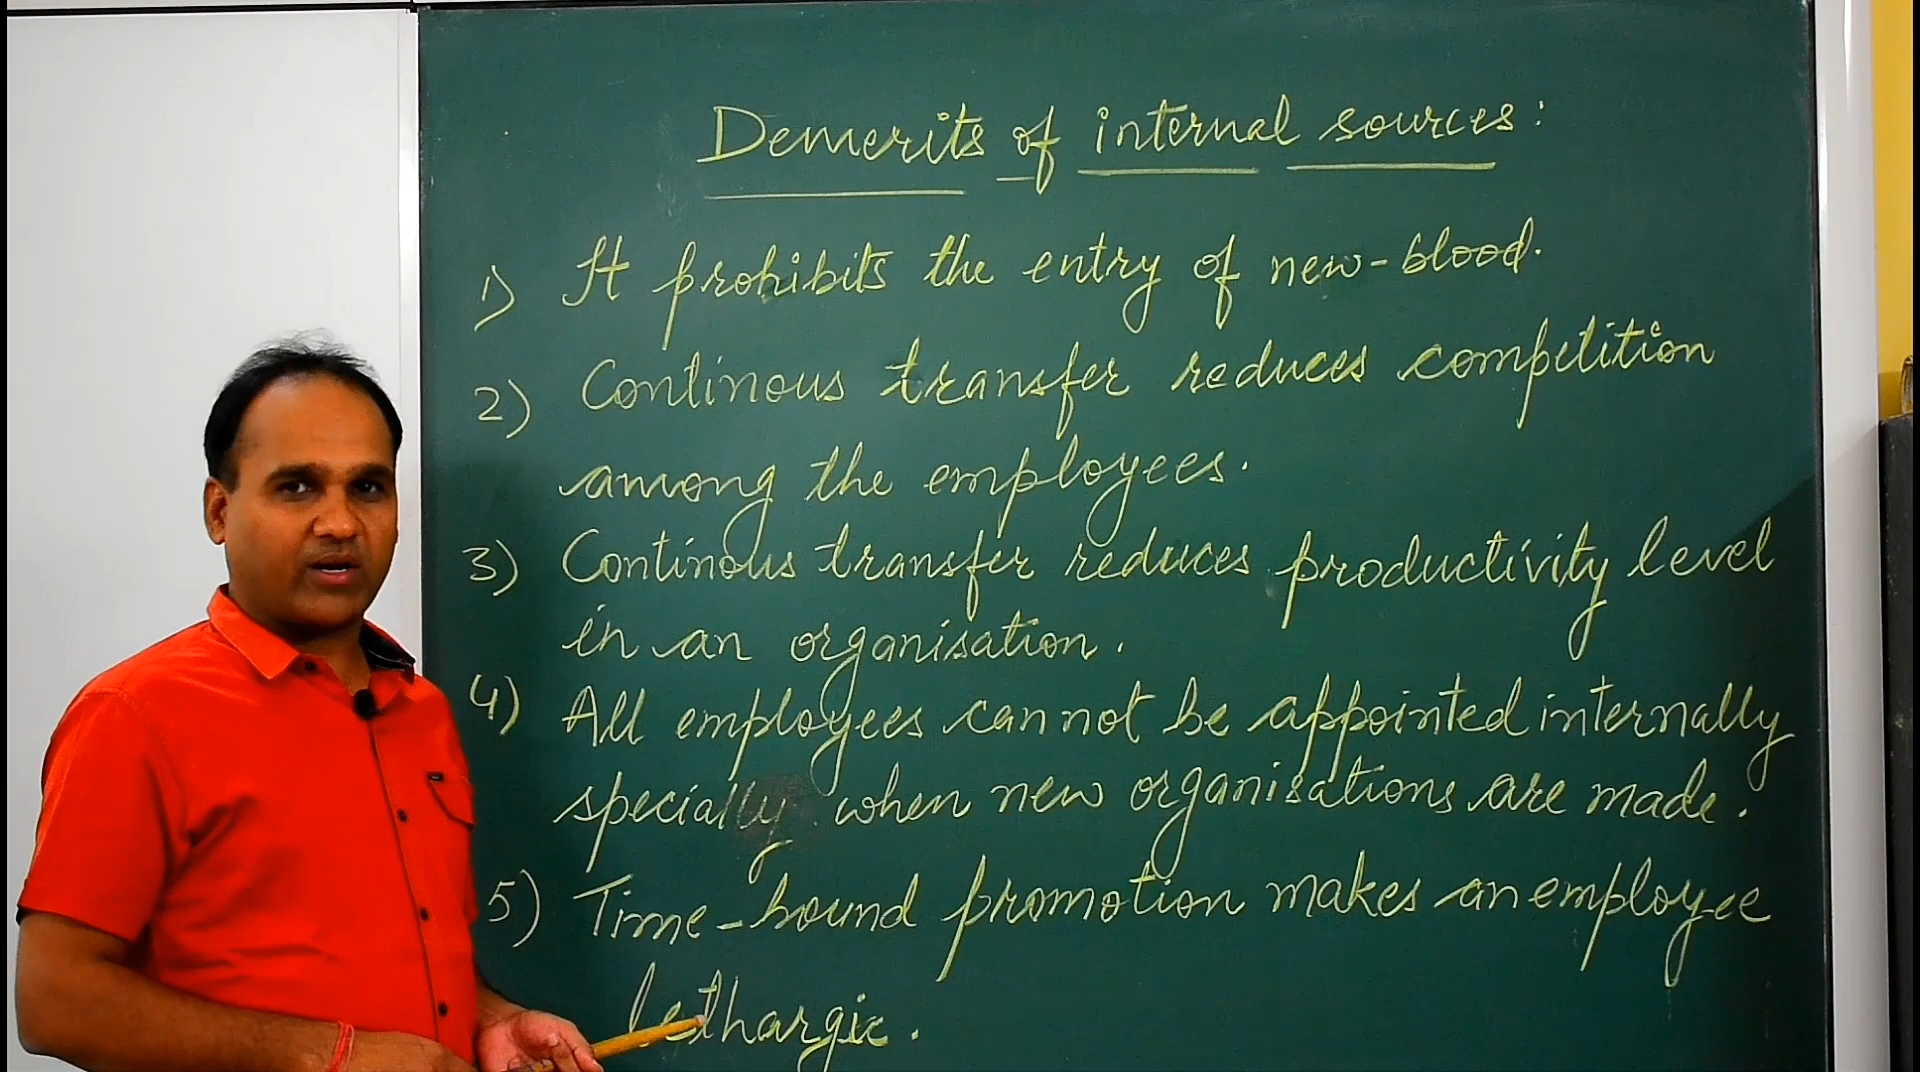 Demerits of internal sources:
1) It prohibits the entry of new-blood.
2) Continous transfer reduces competition
among the employees.
3) Continous transfer reduces productivity level
in an organisation.
4) All employees can not be appointed internally
specially when new organisations are made.
5) Time-bound promotion makes an employee
lethargic.